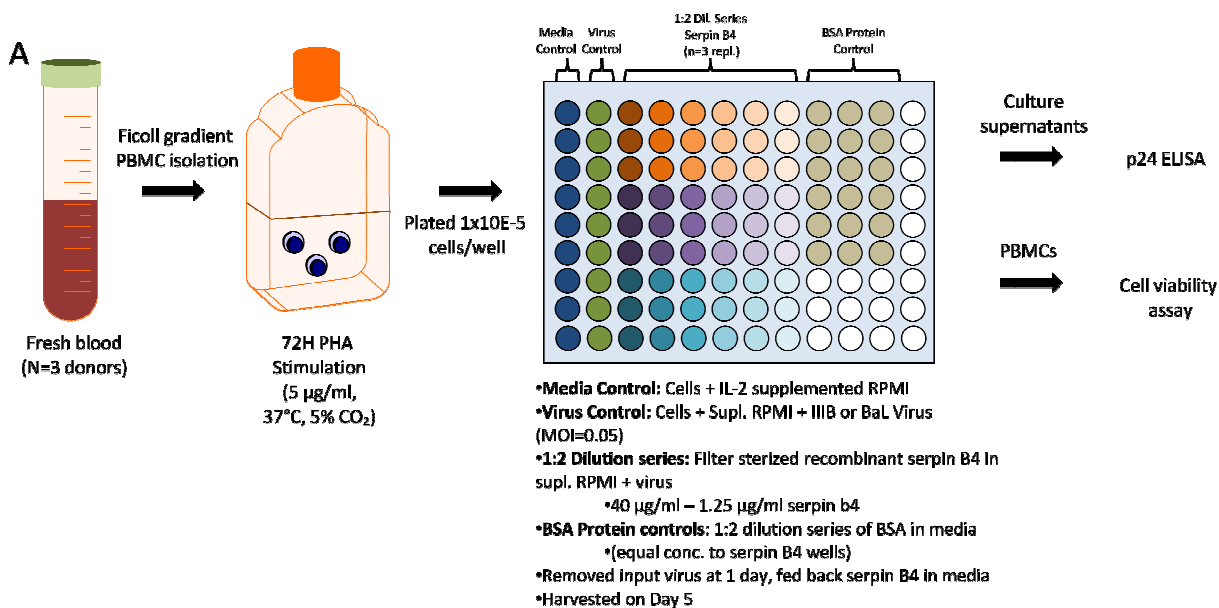 A
Fresh blood
(N=3 donors)
Ficoll gradient
PBMC isolation
72H PHA
Stimulation
(5 µg/ml,
37°C, 5% CO₂)
Plated 1x10E-5
cells/well
Media
Control
Virus
Control
1:2 Dil. Series
Serpin B4
(n=3 repl.)
BSA Protein
Control
Culture
supernatants
p24 ELISA
PBMCs
Cell viability
assay
•Media Control: Cells + IL-2 supplemented RPMI
•Virus Control: Cells + Supl. RPMI + IIIB or BaL Virus
(MOI=0.05)
•1:2 Dilution series: Filter sterized recombinant serpin B4 in
supl. RPMI + virus
•40 µg/ml – 1.25 µg/ml serpin b4
•BSA Protein controls: 1:2 dilution series of BSA in media
•(equal conc. to serpin B4 wells)
•Removed input virus at 1 day, fed back serpin B4 in media
•Harvested on Day 5